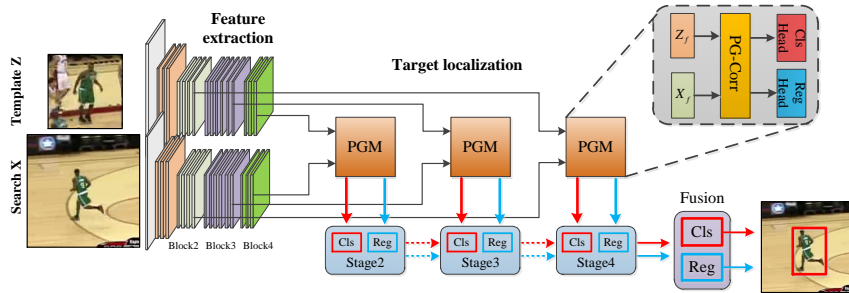 Feature
extraction
Target localization
Template Z
Search X
Block2 Block3 Block4
PGM
PGM
PGM
Z_f
X_f
PG-Corr
Cls
Head
Reg
Head
Cls Reg
Stage2
Cls Reg
Stage3
Cls Reg
Stage4
Fusion
Cls
Reg